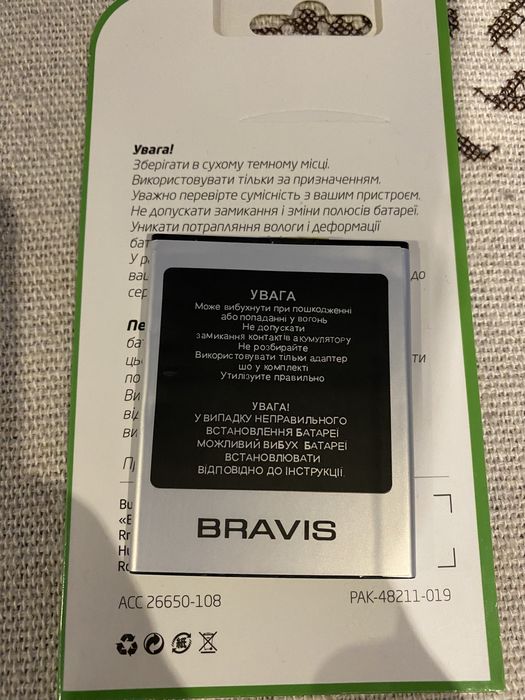 Увага!
Зберігати в сухому темному місці.
Використовувати тільки за призначенням.
Уважно перевірте сумісність з вашим пристроєм.
Не допускати замикання і зміни полюсів батареї.
Уникати потрапляння вологи і деформації
до
УВАГА
Може вибухнути при пошкодженні
або попаданні у вогонь
Не допускати
замикання контактів акумулятору
Не розбирайте
Використовувати тільки адаптер
що у комплекті
Утилізуйте правильно
УВАГА!
У ВИПАДКУ НЕПРАВИЛЬНОГО
ВСТАНОВЛЕННЯ БАТАРЕЇ
МОЖЛИВИЙ ВИБУХ БАТАРЕЇ
ВСТАНОВЛЮВАТИ
ВІДПОВІДНО ДО ІНСТРУКЦІЇ.
BRAVIS
ACC 26650-108 PAK-48211-019